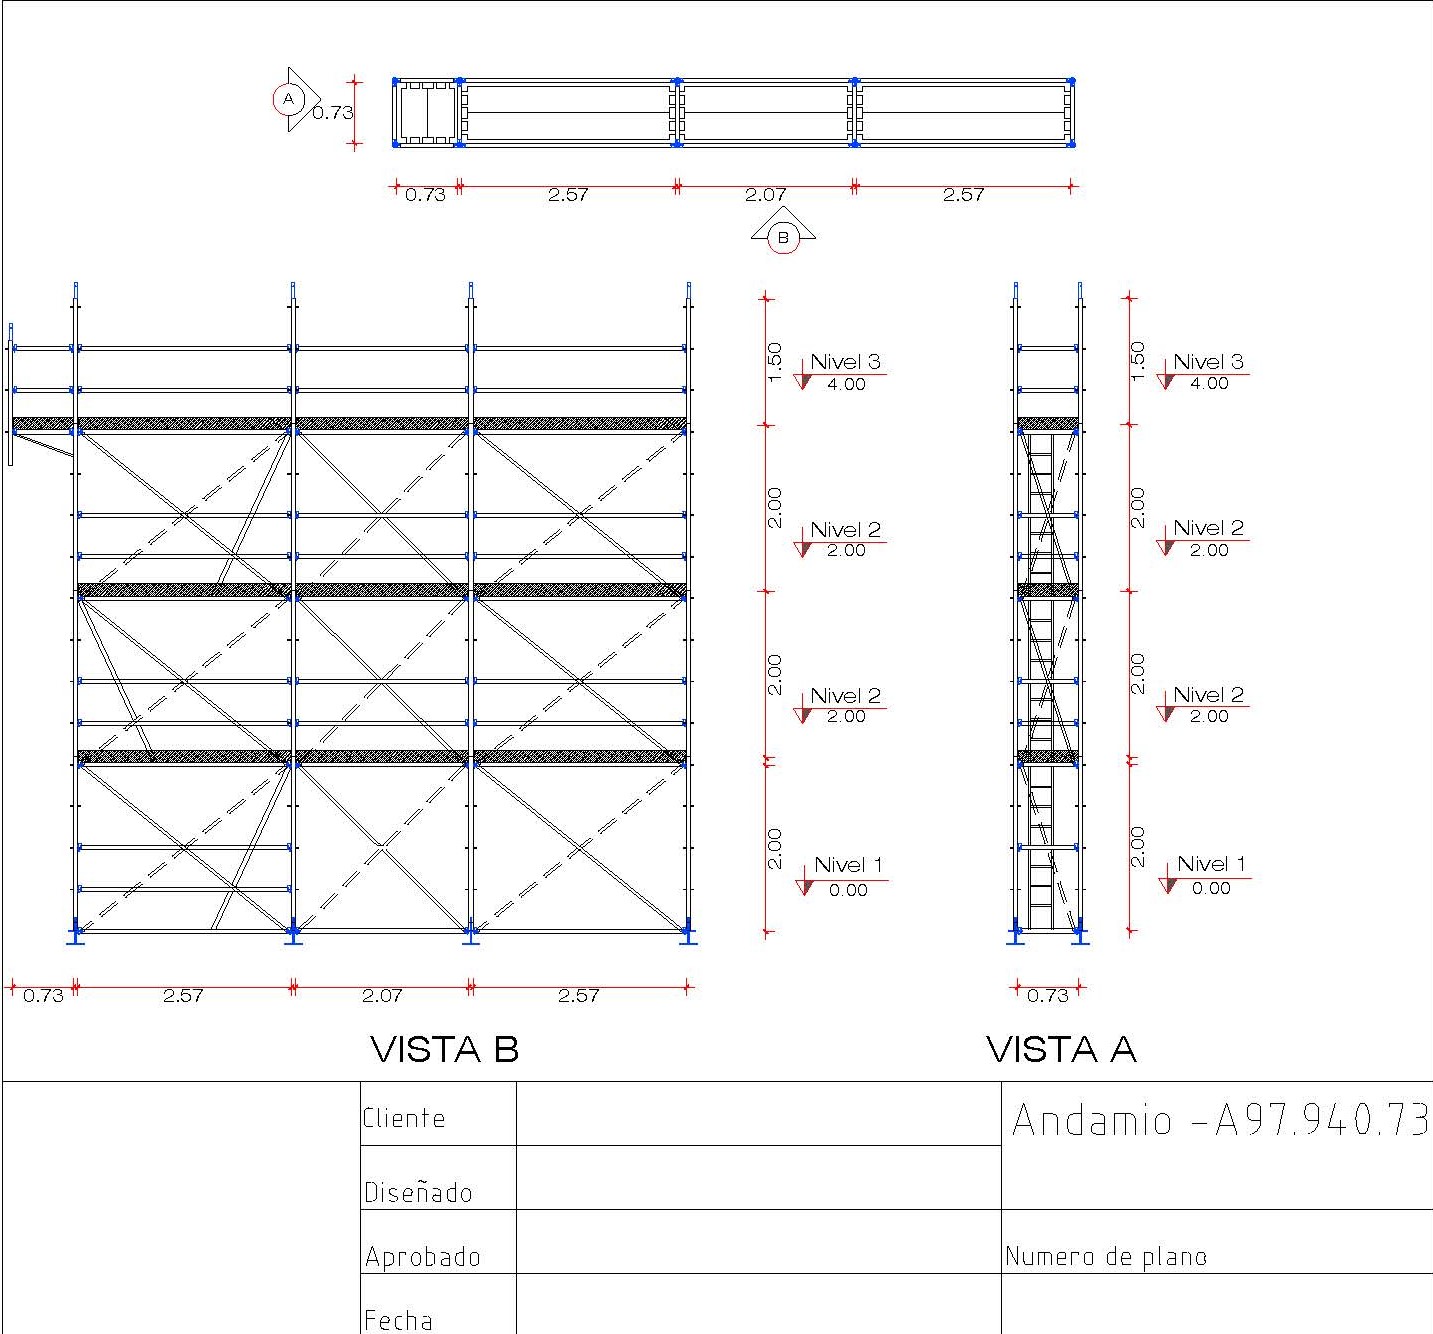 A
0.73
0.73 2.57 2.07 2.57
B
1.50
Nivel 3
4.00
1.50
Nivel 3
4.00
2.00
Nivel 2
2.00
2.00
Nivel 2
2.00
2.00
Nivel 2
2.00
2.00
Nivel 2
2.00
2.00
Nivel 1
0.00
2.00
Nivel 1
0.00
0.73 2.57 2.07 2.57
0.73
VISTA B
VISTA A
Cliente
Andamio -A97.940.73
Diseñado
Aprobado
Numero de plano
Fecha